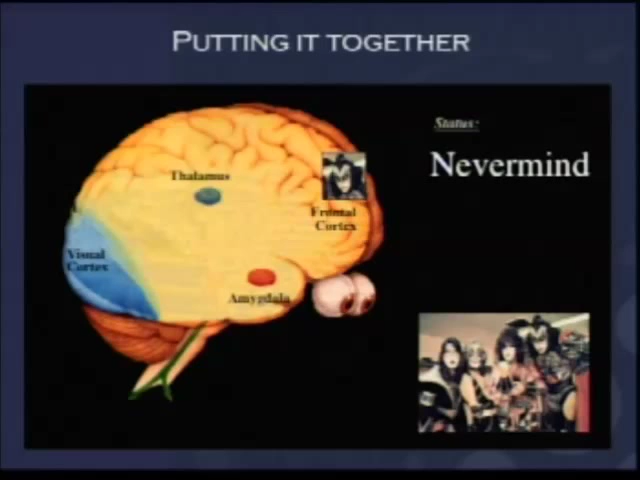 PUTTING IT TOGETHER
Status:
Nevermind
Thalamus
Frontal
Cortex
Visual
Cortex
Amygdala